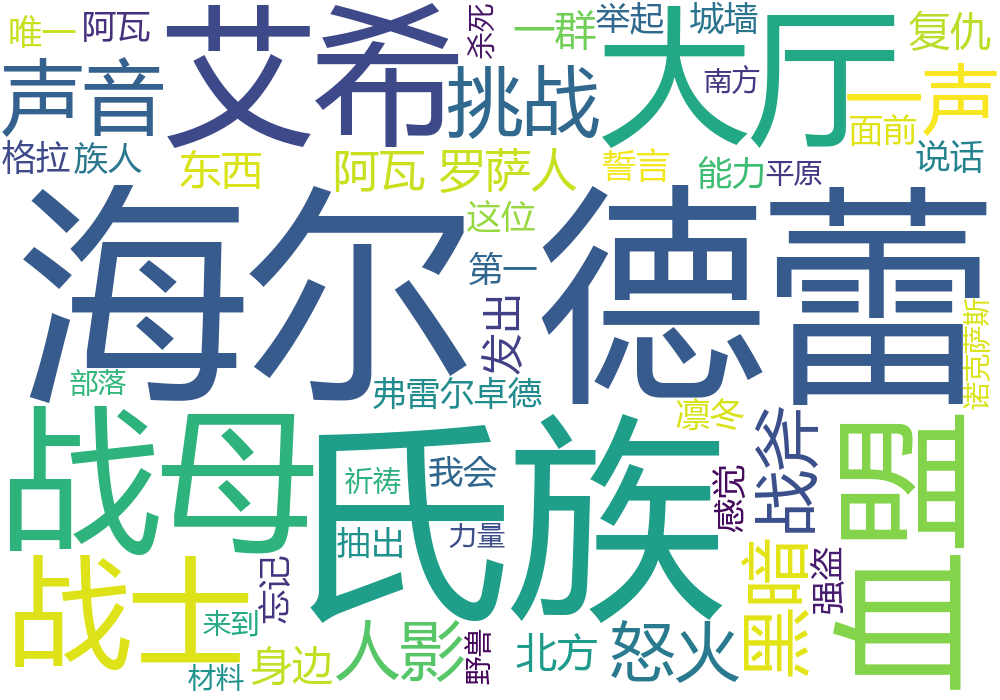 唯一
阿瓦
艾希
杀死
一群
举起
城墙
大厅
复仇
声音
挑战
南方
一声
面前
格拉
族人
东西
阿瓦
罗萨人
誓言
能力
平原
说话
海尔
德蕾
这位
第一
发出
诺克萨斯
部落
弗雷尔卓德
凛冬
战母
氏族
祈祷
我会
感觉
战斧
血盟
抽出
力量
战士
忘记
黑暗
强盗
来到
人影
材料
身边
野兽
北方
怒火